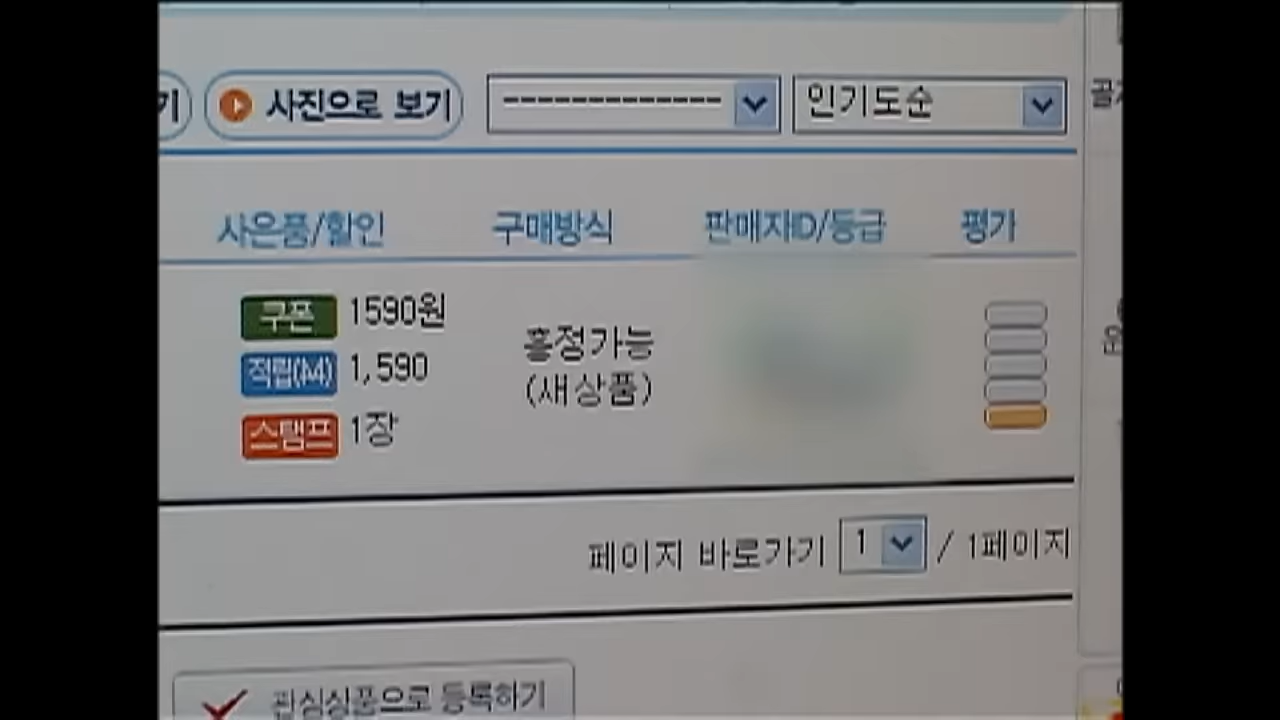 기 사진으로 보기 ------------- 인기도순
사은품/할인 구매방식 판매자ID/등급 평가
쿠폰 1590원
적립(M) 1,590
스탬프 1장
흥정가능
(새상품)
페이지 바로가기 1 / 1페이지
관심상품으로 등록하기